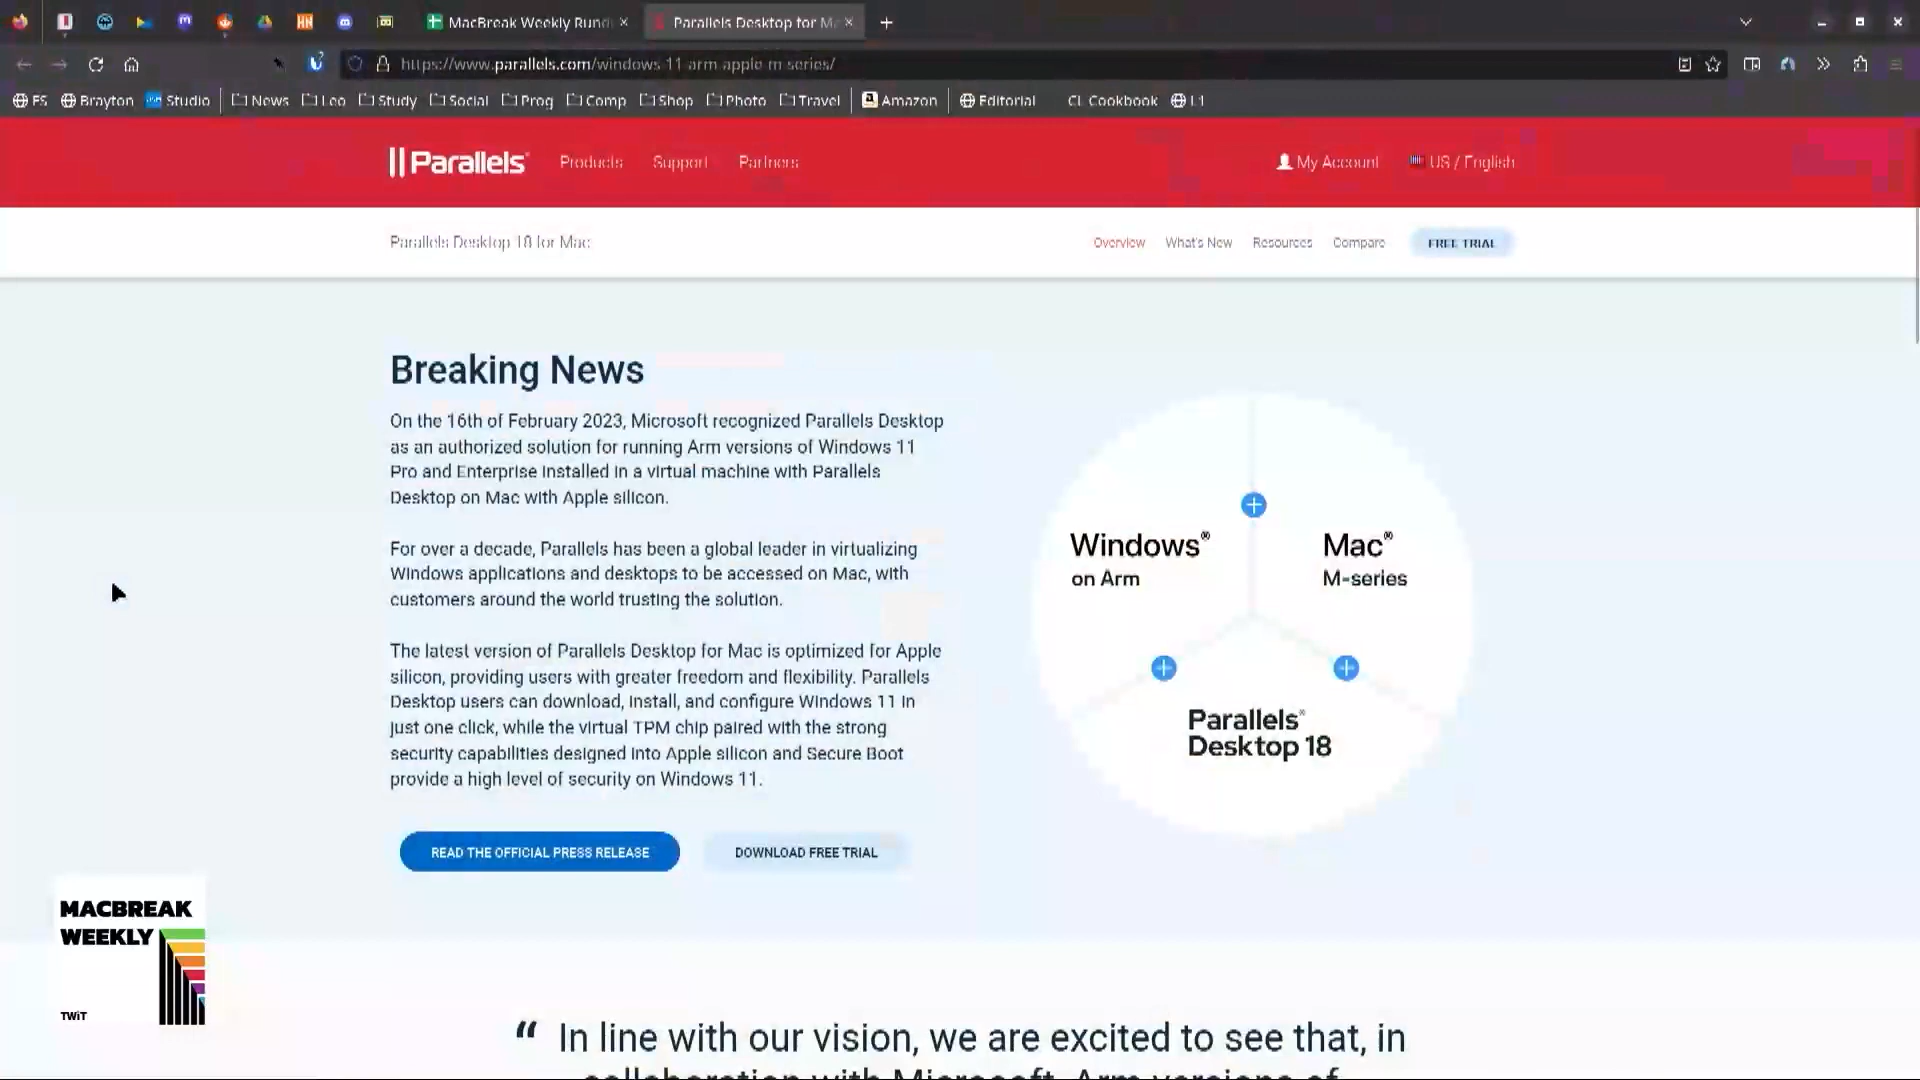 MacBreak Weekly Run
Parallels Desktop for M
https://www.parallels.com/windows-11-arm-apple-m-series/
FS
Brayton
Studio
News
Leo
Study
Social
Prog
Comp
Shop
Photo
Travel
Amazon
Editorial
CL Cookbook
L1
Parallels
Products
Support
Partners
My Account
US / English
Parallels Desktop 18 for Mac
Overview
What's New
Resources
Compare
FREE TRIAL
Breaking News
On the 16th of February 2023, Microsoft recognized Parallels Desktop
as an authorized solution for running Arm versions of Windows 11
Pro and Enterprise installed in a virtual machine with Parallels
Desktop on Mac with Apple silicon.
For over a decade, Parallels has been a global leader in virtualizing
Windows applications and desktops to be accessed on Mac, with
customers around the world trusting the solution.
The latest version of Parallels Desktop for Mac is optimized for Apple
silicon, providing users with greater freedom and flexibility. Parallels
Desktop users can download, install, and configure Windows 11 in
just one click, while the virtual TPM chip paired with the strong
security capabilities designed into Apple silicon and Secure Boot
provide a high level of security on Windows 11.
READ THE OFFICIAL PRESS RELEASE
DOWNLOAD FREE TRIAL
Windows®
on Arm
Mac®
M-series
Parallels®
Desktop 18
MACBREAK
WEEKLY
TWiT
“ In line with our vision, we are excited to see that, in
collaboration with Microsoft, Arm versions of